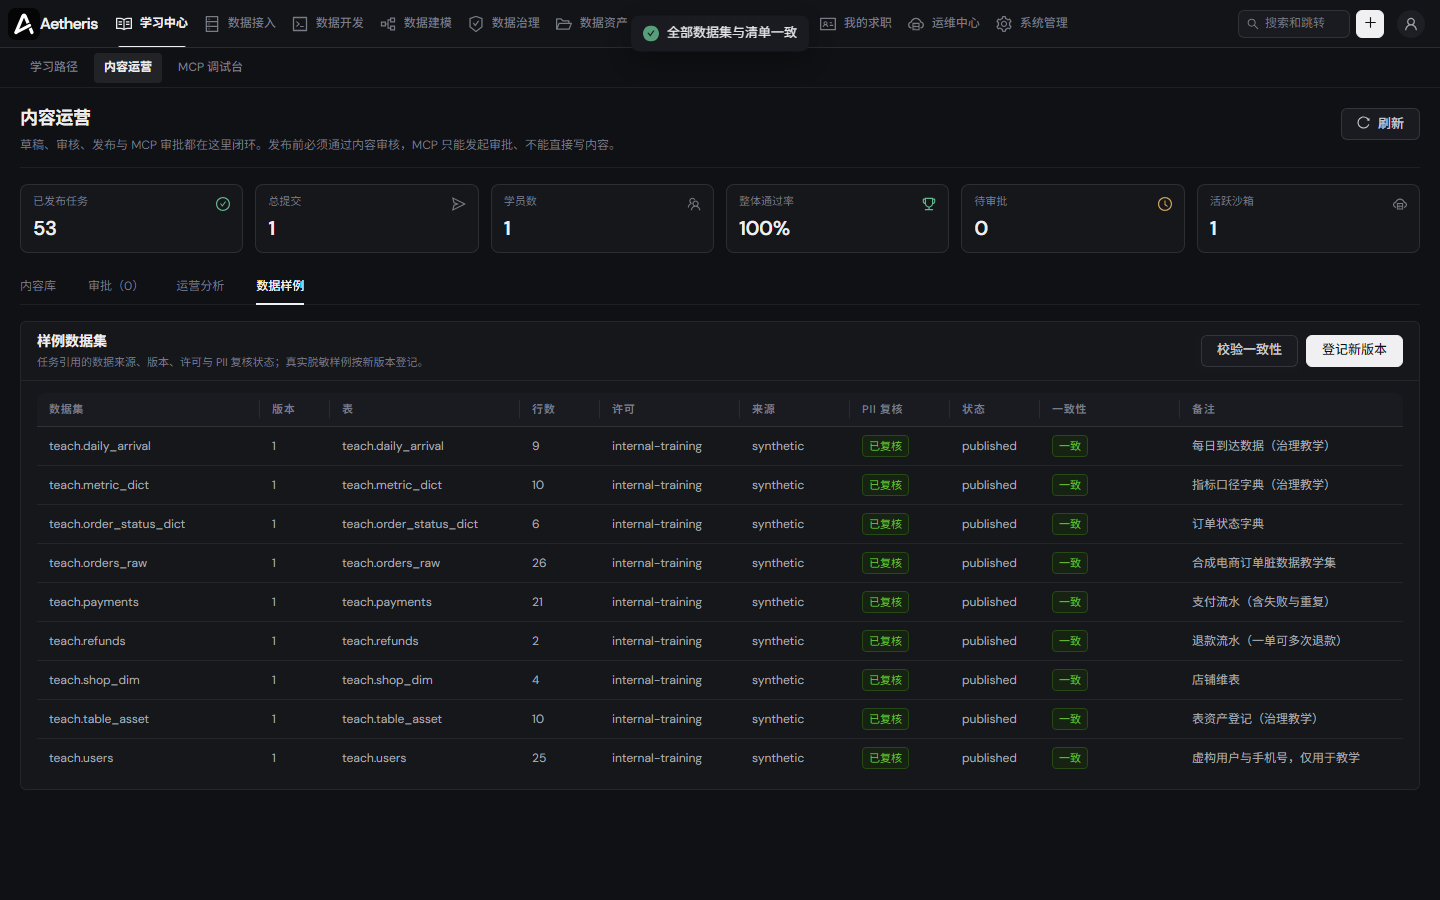 Aetheris 学习中心 数据接入 数据开发 数据建模 数据治理 数据资产 全部数据集与清单一致 我的求职 运维中心 系统管理 搜索和跳转
学习路径 内容运营 MCP 调试台
内容运营
草稿、审核、发布与 MCP 审批都在这里闭环。发布前必须通过内容审核，MCP 只能发起审批、不能直接写内容。
刷新
已发布任务 总提交 学员数 整体通过率 待审批 活跃沙箱
53 1 1 100% 0 1
内容库 审批（0） 运营分析 数据样例
样例数据集
任务引用的数据来源、版本、许可与 PII 复核状态；真实脱敏样例按新版本登记。
校验一致性 登记新版本
数据集 版本 表 行数 许可 来源 PII 复核 状态 一致性 备注
teach.daily_arrival 1 teach.daily_arrival 9 internal-training synthetic 已复核 published 一致 每日到达数据（治理教学）
teach.metric_dict 1 teach.metric_dict 10 internal-training synthetic 已复核 published 一致 指标口径字典（治理教学）
teach.order_status_dict 1 teach.order_status_dict 6 internal-training synthetic 已复核 published 一致 订单状态字典
teach.orders_raw 1 teach.orders_raw 26 internal-training synthetic 已复核 published 一致 合成电商订单脏数据教学集
teach.payments 1 teach.payments 21 internal-training synthetic 已复核 published 一致 支付流水（含失败与重复）
teach.refunds 1 teach.refunds 2 internal-training synthetic 已复核 published 一致 退款流水（一单可多次退款）
teach.shop_dim 1 teach.shop_dim 4 internal-training synthetic 已复核 published 一致 店铺维表
teach.table_asset 1 teach.table_asset 10 internal-training synthetic 已复核 published 一致 表资产登记（治理教学）
teach.users 1 teach.users 25 internal-training synthetic 已复核 published 一致 虚构用户与手机号，仅用于教学